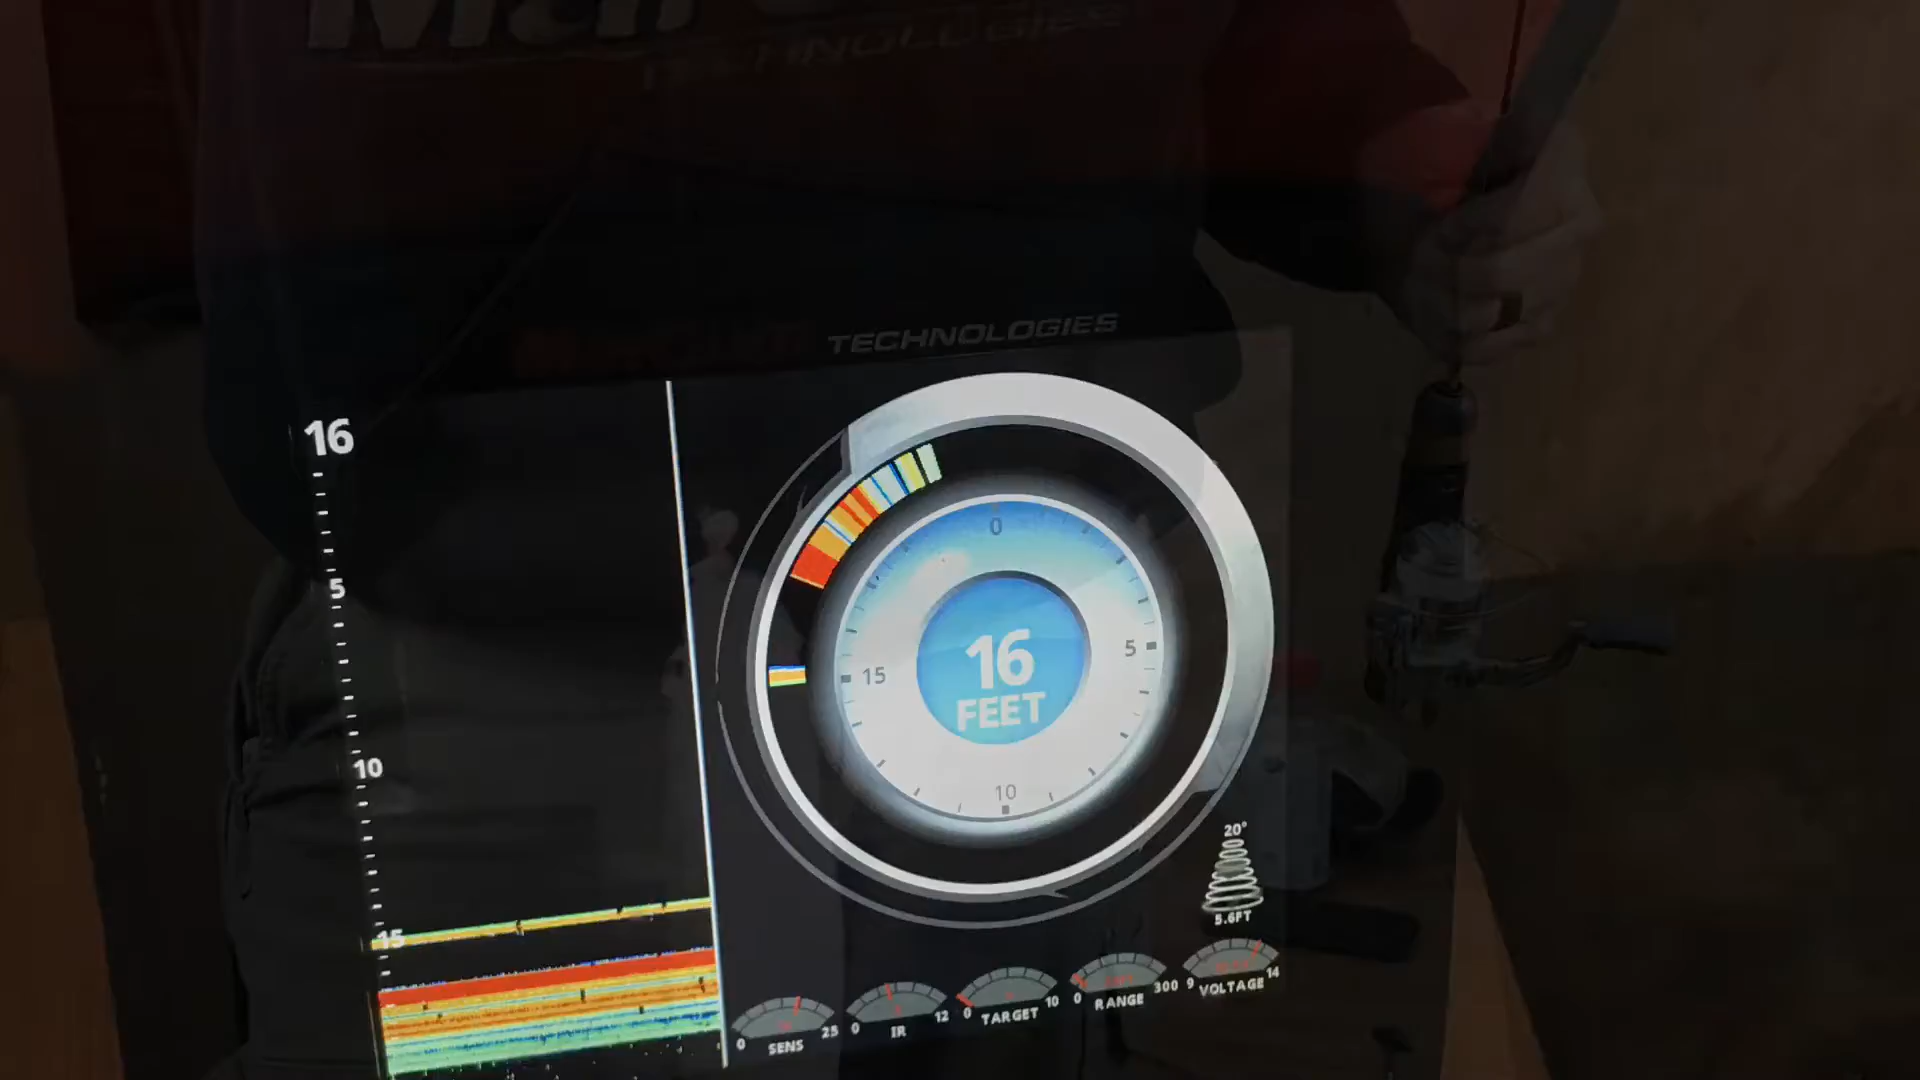 TECHNOLOGIES
TECHNOLOGIES
16
5
10
15
0
5
10
15
16
FEET
20°
5.6FT
0 SENS 25
0 IR 12
0 TARGET 10
0 RANGE 300
9 VOLTAGE 14